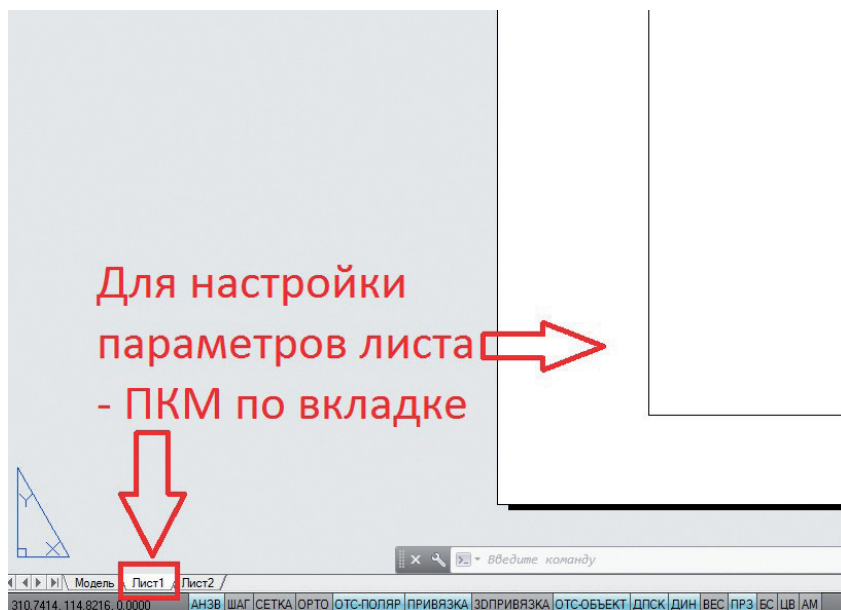 Для настройки
параметров листа
- ПКМ по вкладке
Y
X
Введите команду
Модель Лист1 Лист2
310.7414, 114.8216, 0.0000 АНЗВ ШАГ СЕТКА ОРТО ОТС-ПОЛЯР ПРИВЯЗКА 3DПРИВЯЗКА ОТС-ОБЪЕКТ ДПСК ДИН ВЕС ПРЗ БС ЦВ АМ